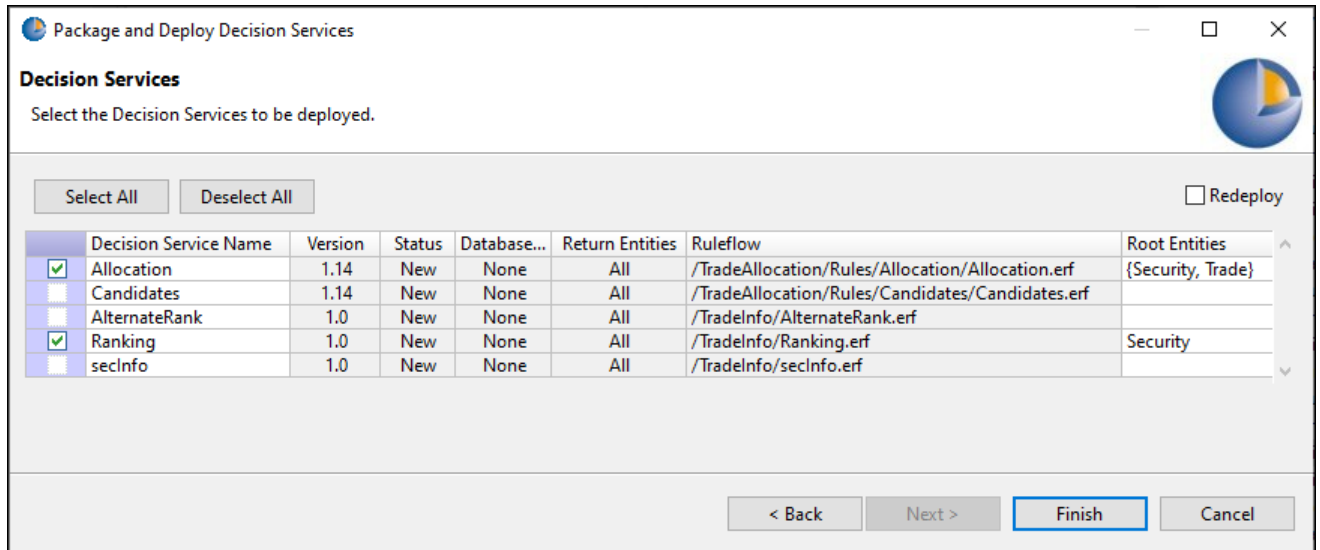 Package and Deploy Decision Services
Decision Services
Select the Decision Services to be deployed.
Select All Deselect All Redeploy
Decision Service Name Version Status Database... Return Entities Ruleflow Root Entities
Allocation 1.14 New None All /TradeAllocation/Rules/Allocation/Allocation.erf {Security, Trade}
Candidates 1.14 New None All /TradeAllocation/Rules/Candidates/Candidates.erf
AlternateRank 1.0 New None All /TradeInfo/AlternateRank.erf
Ranking 1.0 New None All /TradeInfo/Ranking.erf Security
secInfo 1.0 New None All /TradeInfo/secInfo.erf
< Back Next > Finish Cancel